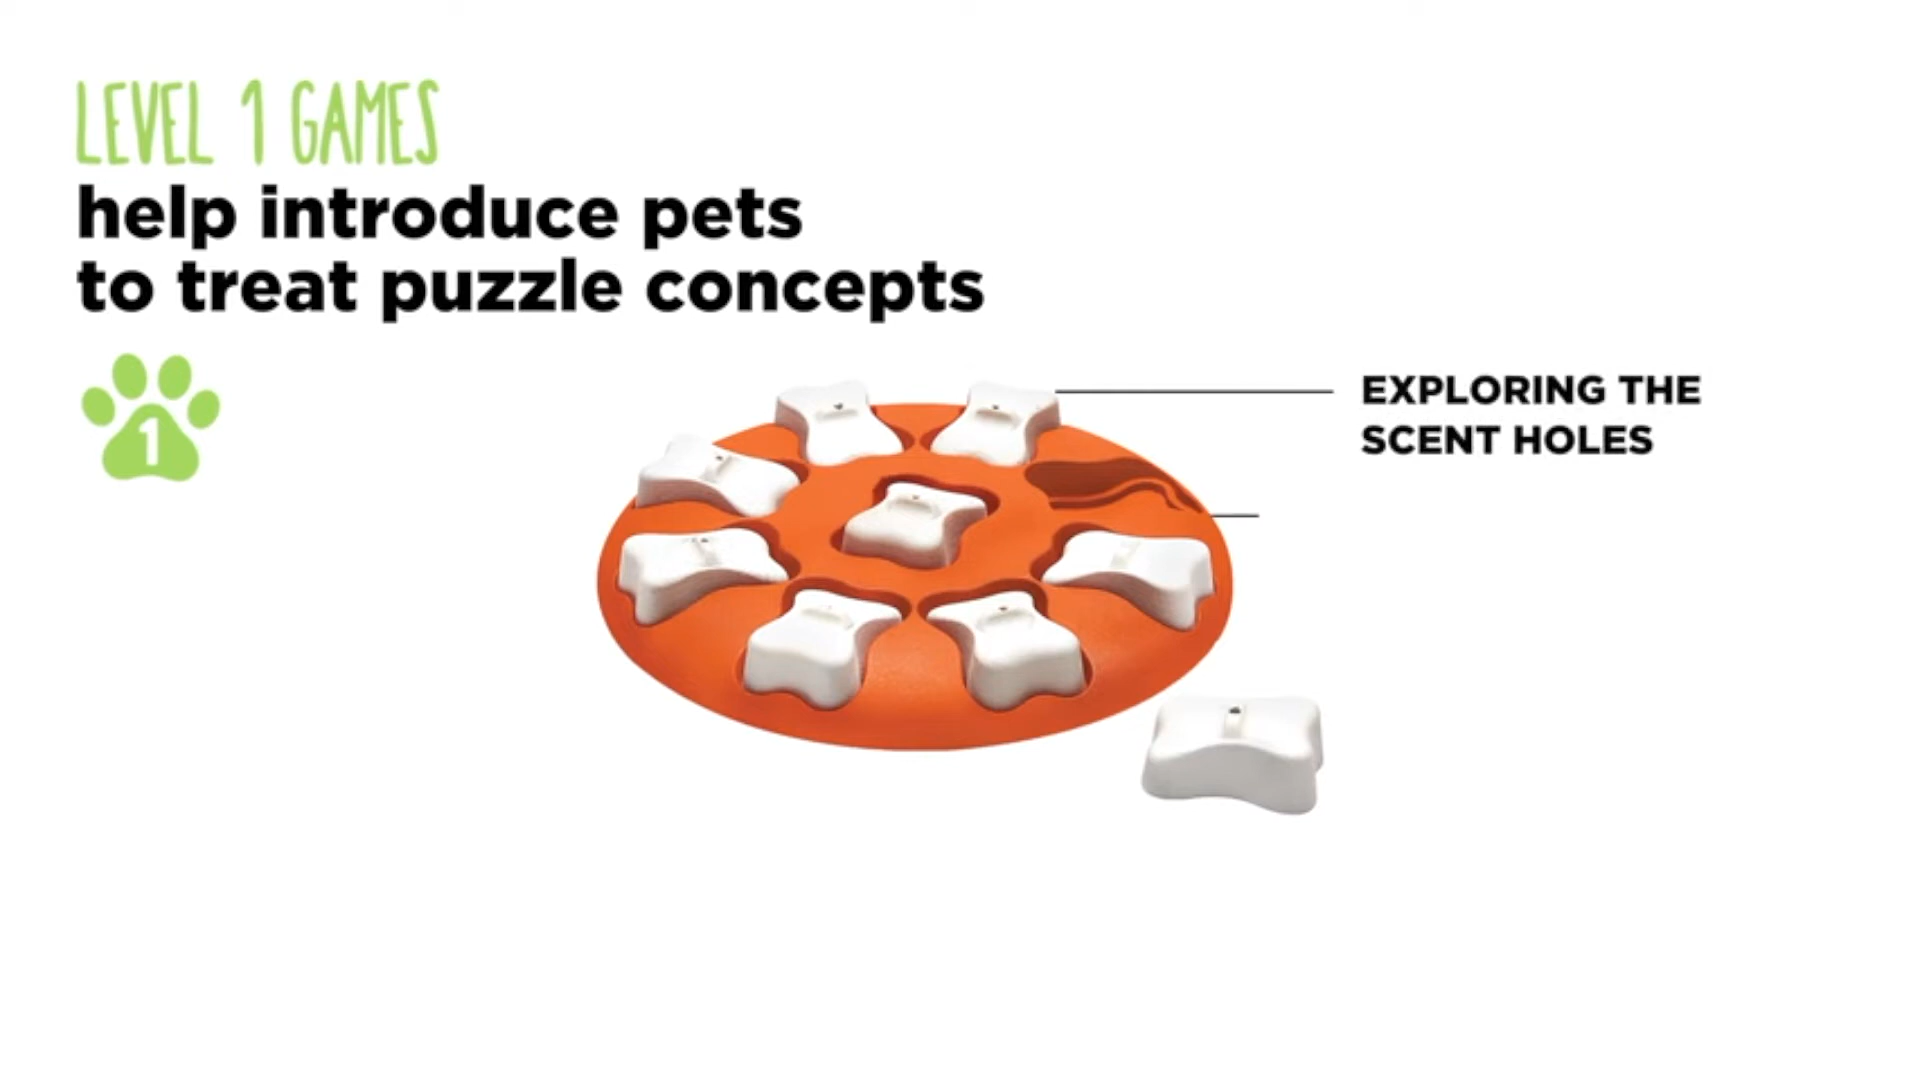 LEVEL 1 GAMES
help introduce pets
to treat puzzle concepts
1
EXPLORING THE
SCENT HOLES